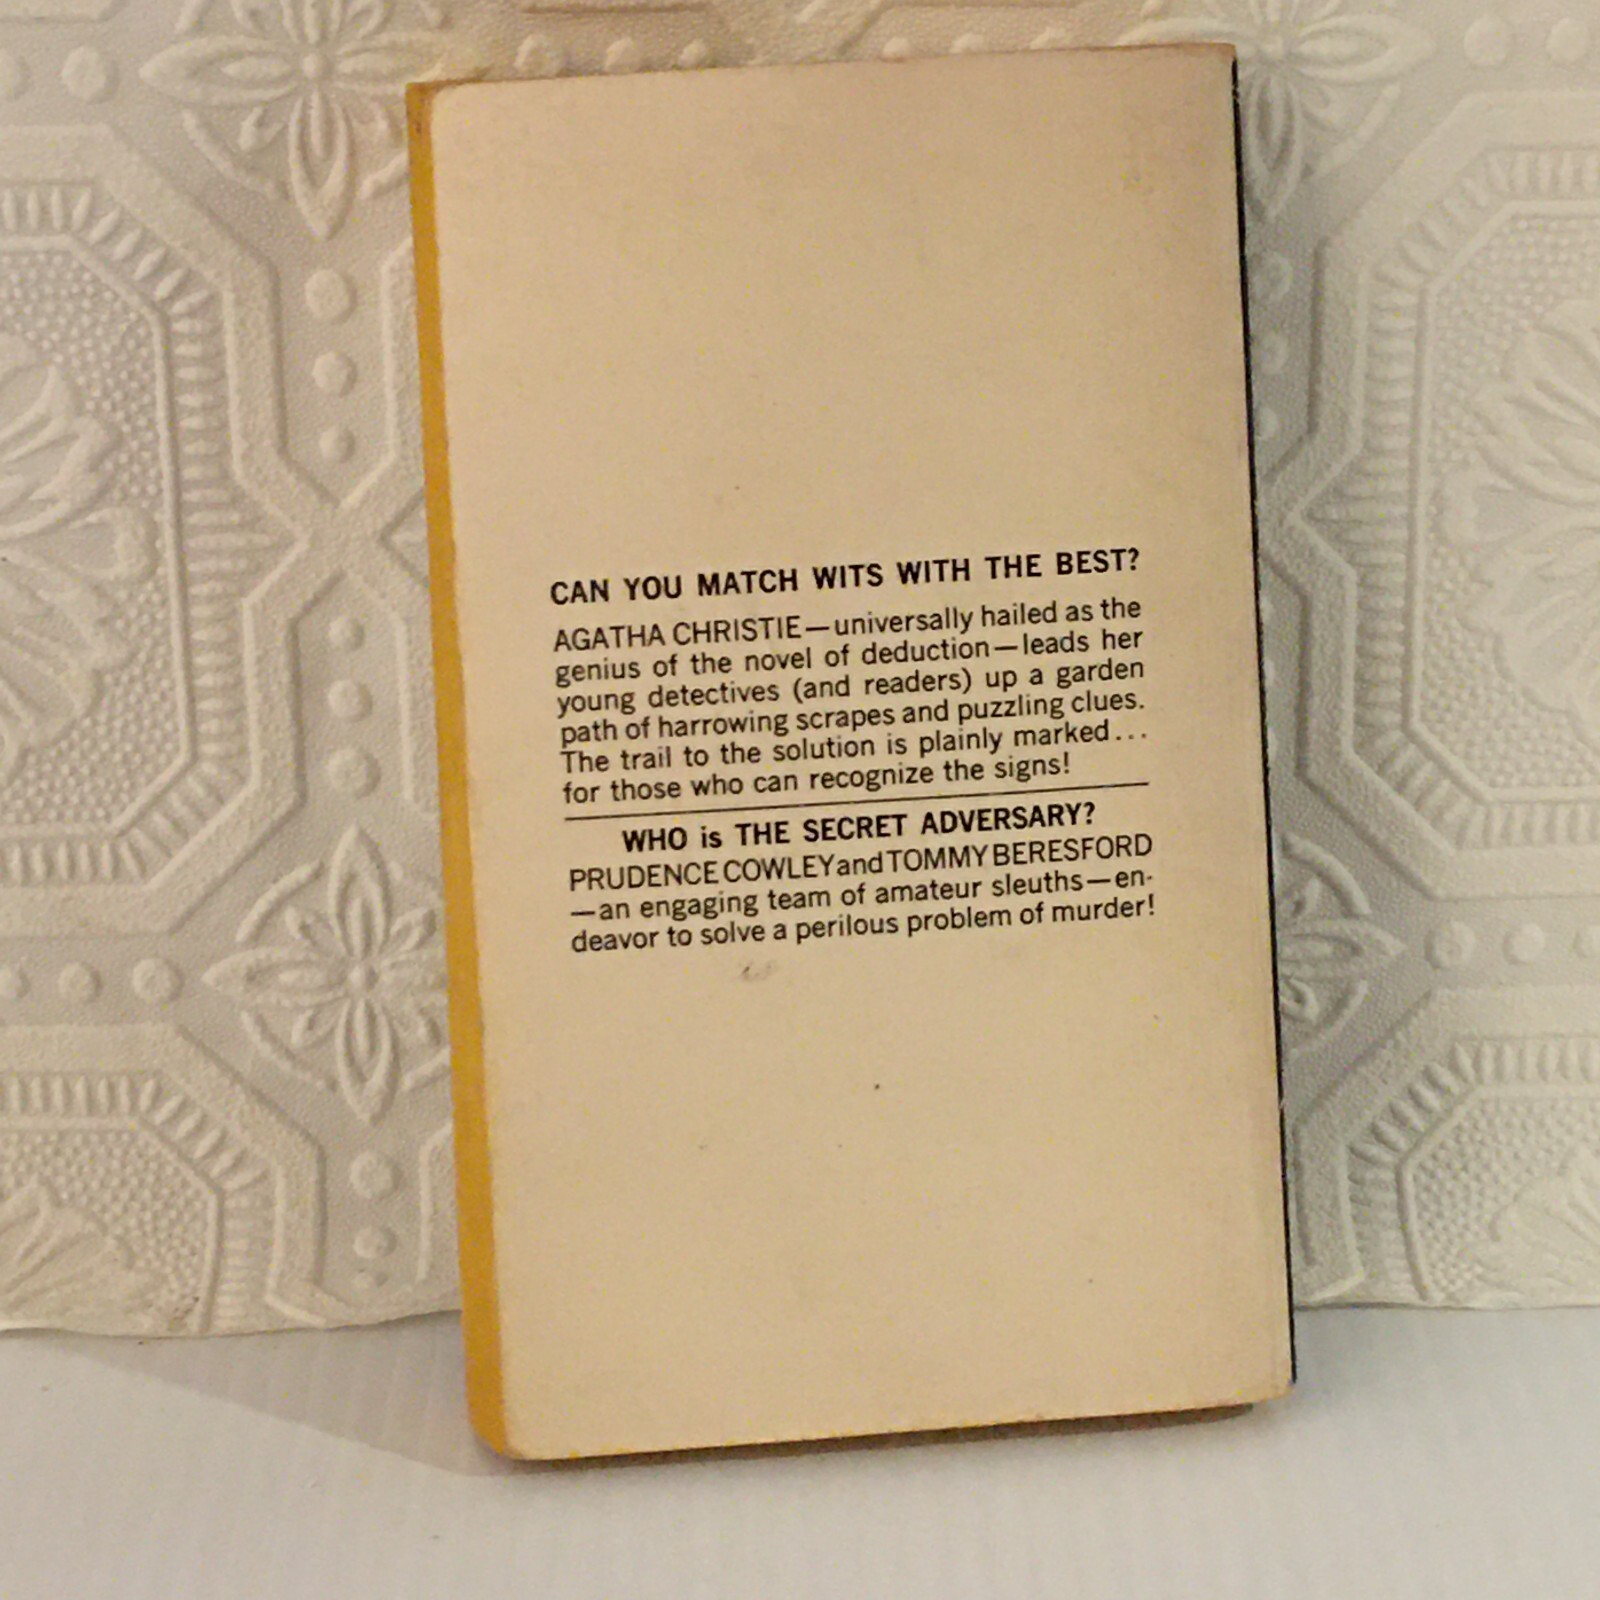 CAN YOU MATCH WITS WITH THE BEST?
AGATHA CHRISTIE—universally hailed as the
genius of the novel of deduction—leads her
young detectives (and readers) up a garden
path of harrowing scrapes and puzzling clues.
The trail to the solution is plainly marked...
for those who can recognize the signs!
WHO is THE SECRET ADVERSARY?
PRUDENCE COWLEY and TOMMY BERESFORD
—an engaging team of amateur sleuths—en-
deavor to solve a perilous problem of murder!